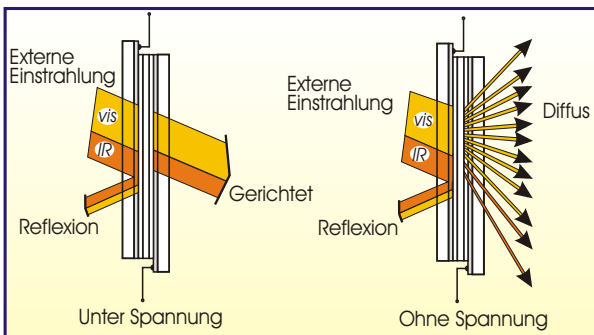 Externe
Einstrahlung
vis
IR
Gerichtet
Reflexion
Unter Spannung
Externe
Einstrahlung
vis
IR
Diffus
Reflexion
Ohne Spannung